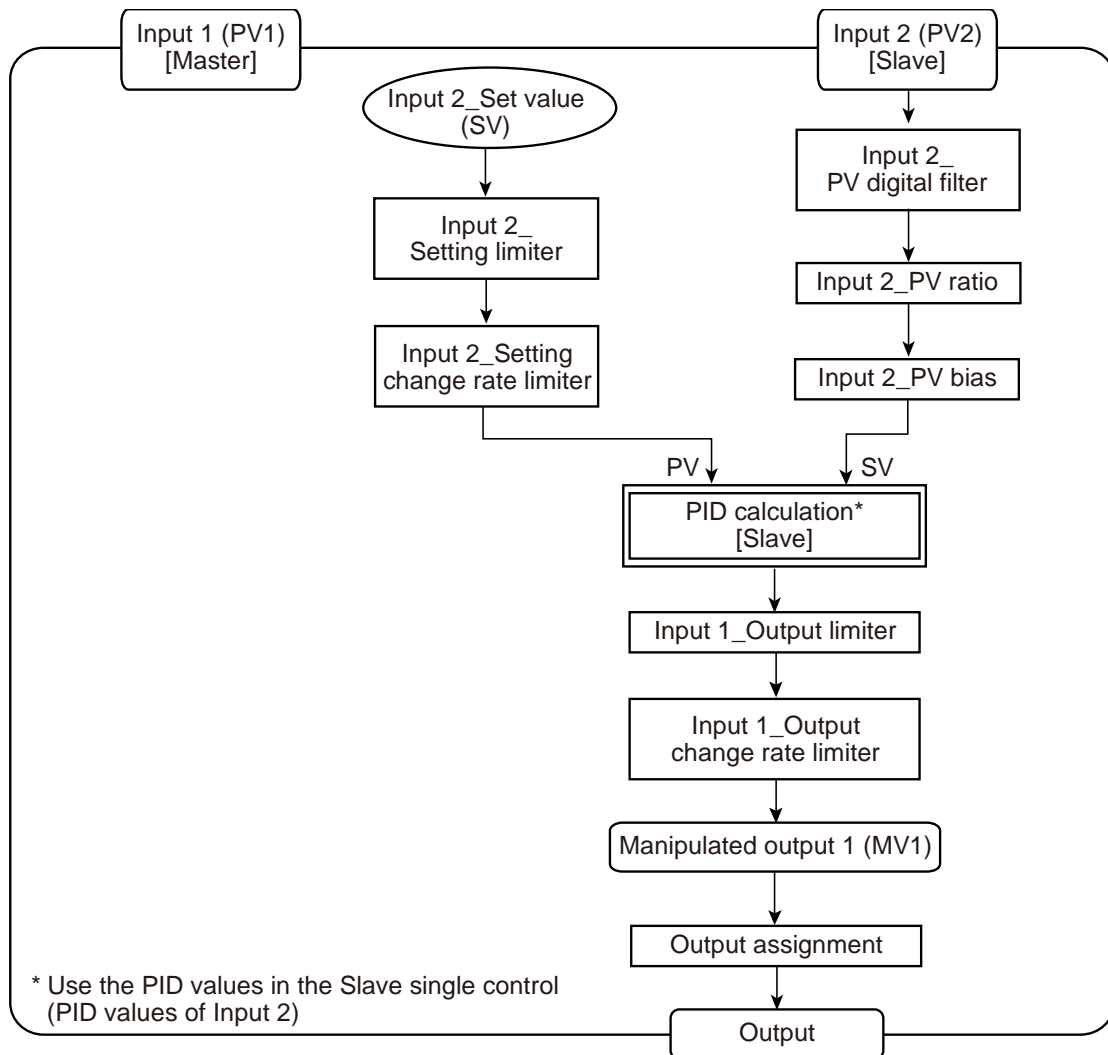 Input 1 (PV1)
[Master]
Input 2 (PV2)
[Slave]
Input 2_Set value
(SV)
Input 2_
Setting limiter
Input 2_Setting
change rate limiter
Input 2_
PV digital filter
Input 2_PV ratio
Input 2_PV bias
PV
SV
PID calculation*
[Slave]
Input 1_Output limiter
Input 1_Output
change rate limiter
Manipulated output 1 (MV1)
Output assignment
Output
* Use the PID values in the Slave single control
(PID values of Input 2)